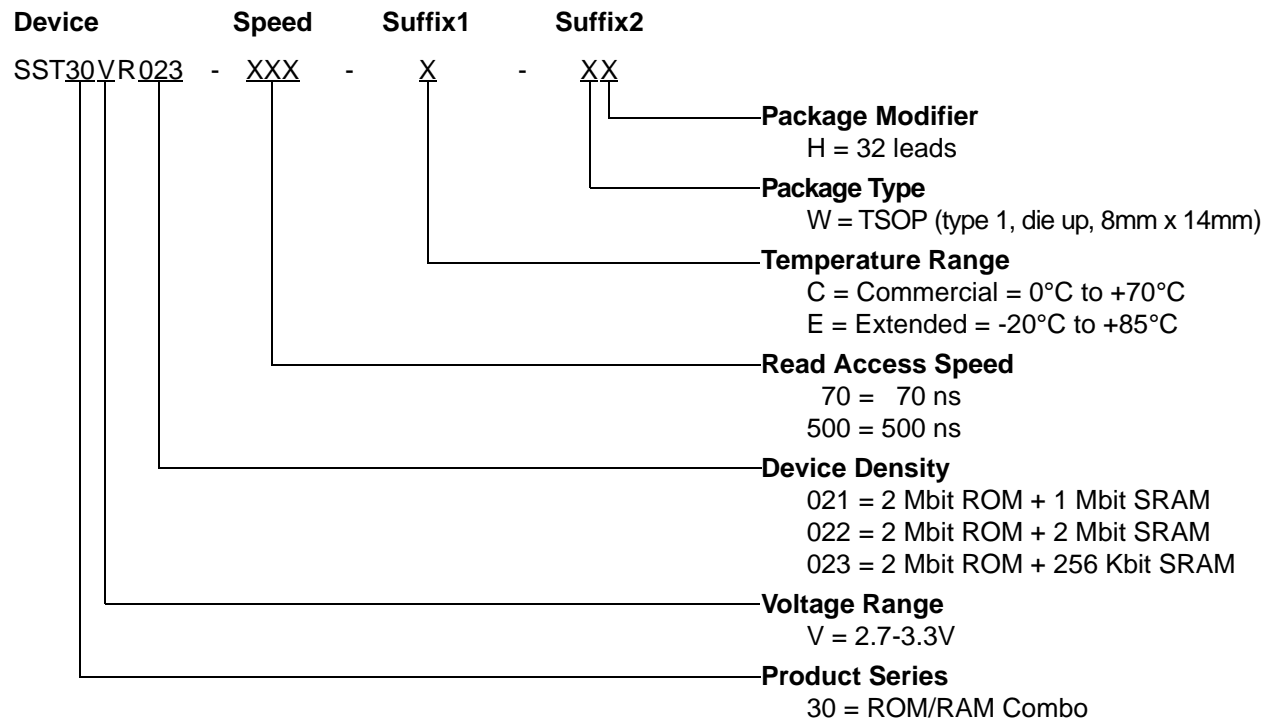 Device Speed Suffix1 Suffix2
SST30VR023 - XXX - X - XX
Package Modifier
H = 32 leads
Package Type
W = TSOP (type 1, die up, 8mm x 14mm)
Temperature Range
C = Commercial = 0°C to +70°C
E = Extended = -20°C to +85°C
Read Access Speed
70 = 70 ns
500 = 500 ns
Device Density
021 = 2 Mbit ROM + 1 Mbit SRAM
022 = 2 Mbit ROM + 2 Mbit SRAM
023 = 2 Mbit ROM + 256 Kbit SRAM
Voltage Range
V = 2.7-3.3V
Product Series
30 = ROM/RAM Combo